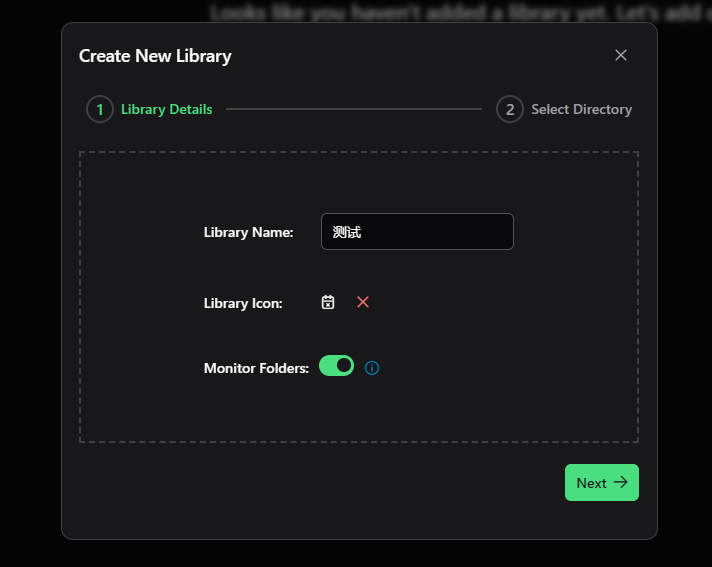 Looks like you haven't added a library yet. Let's add
Create New Library
1 Library Details
2 Select Directory
Library Name: 测试
Library Icon:
Monitor Folders:
Next